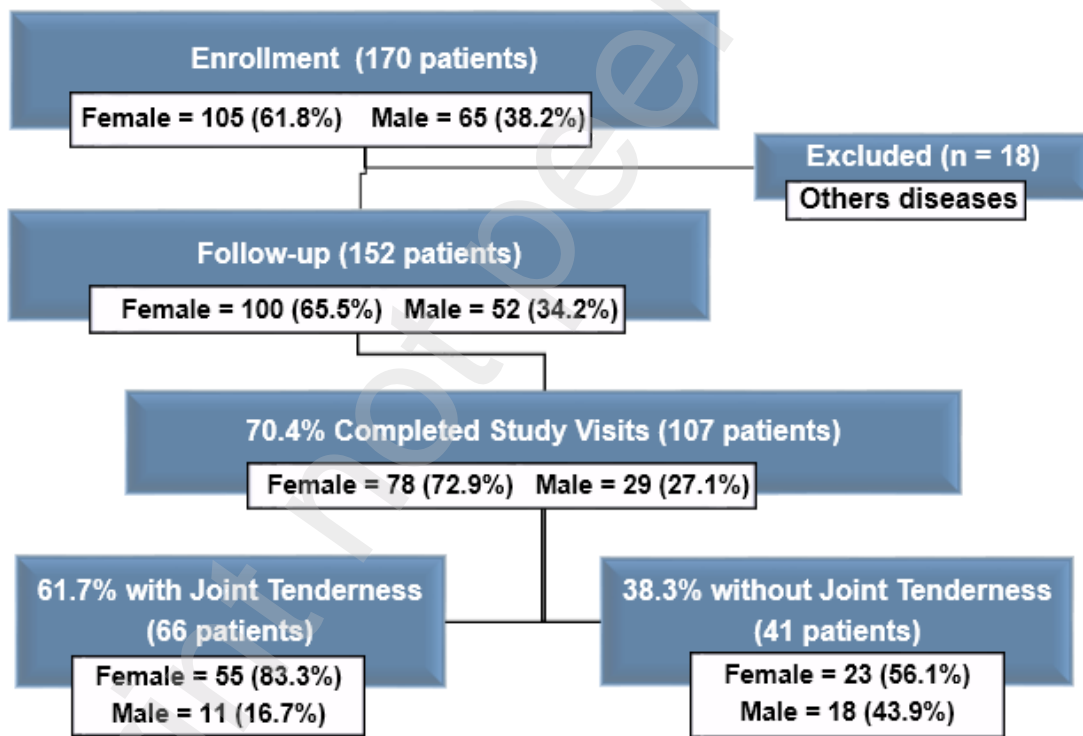 Enrollment (170 patients)
Female = 105 (61.8%) Male = 65 (38.2%)
Excluded (n = 18)
Others diseases
Follow-up (152 patients)
Female = 100 (65.5%) Male = 52 (34.2%)
70.4% Completed Study Visits (107 patients)
Female = 78 (72.9%) Male = 29 (27.1%)
61.7% with Joint Tenderness
(66 patients)
Female = 55 (83.3%)
Male = 11 (16.7%)
38.3% without Joint Tenderness
(41 patients)
Female = 23 (56.1%)
Male = 18 (43.9%)
int not pee